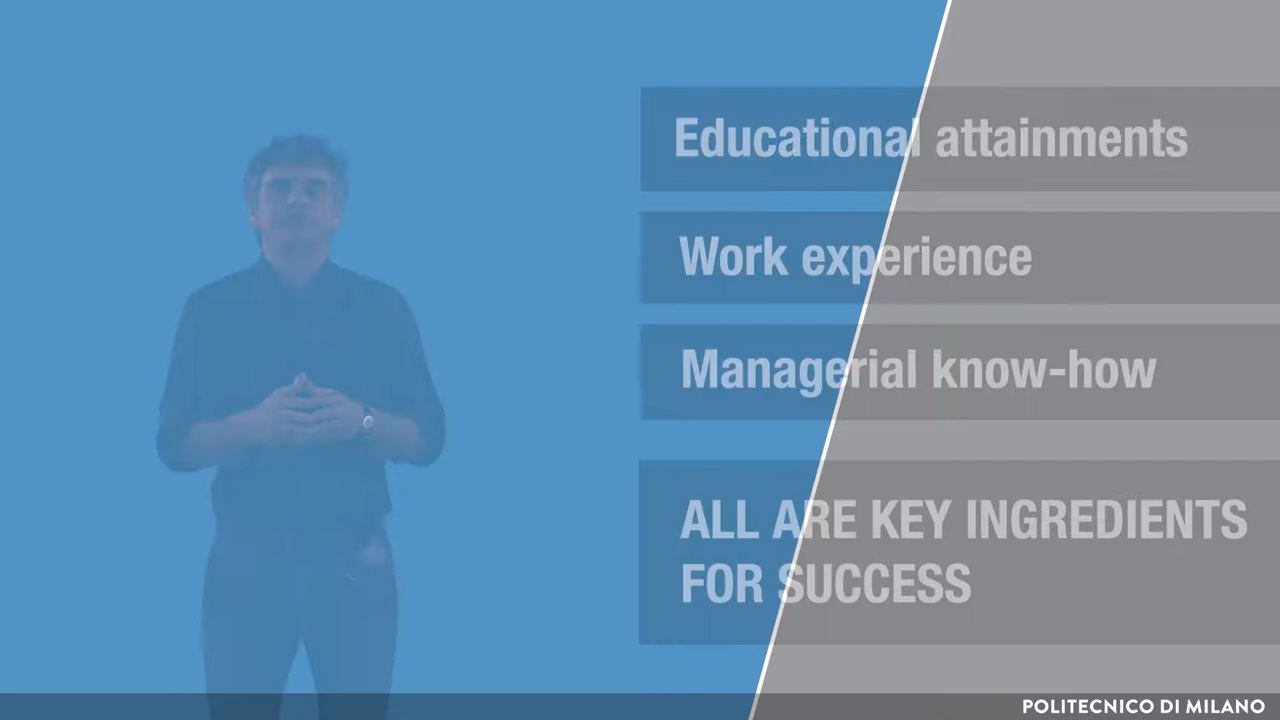 Educational attainments
Work experience
Managerial know-how
ALL ARE KEY INGREDIENTS
FOR SUCCESS
POLITECNICO DI MILANO